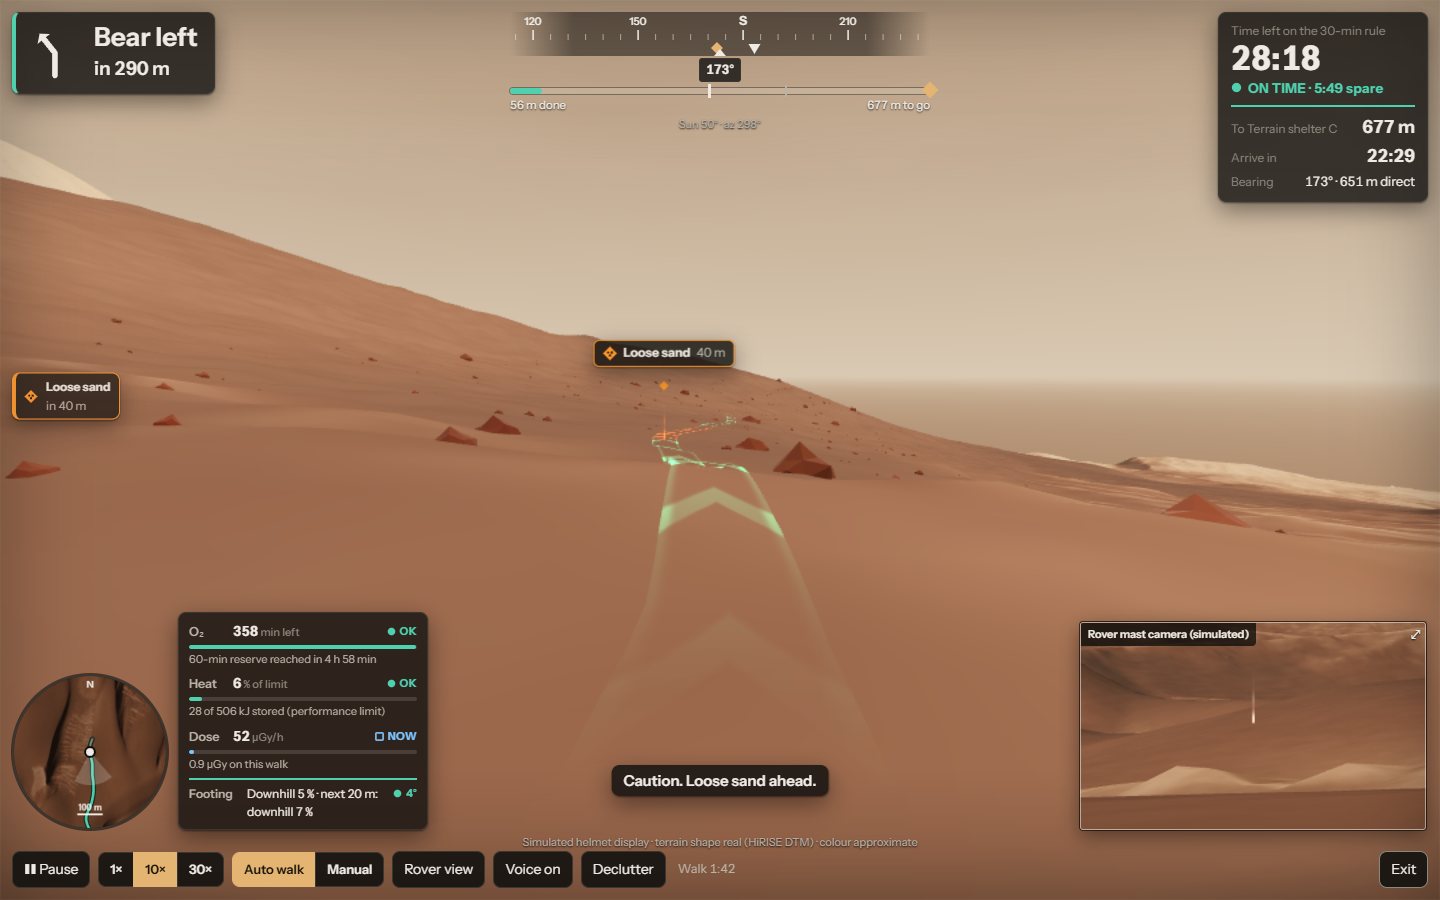 Bear left
in 290 m
120 150 S 210
173°
56 m done
677 m to go
Sun 50° · az 298°
Time left on the 30-min rule
28:18
ON TIME · 5:49 spare
To Terrain shelter C 677 m
Arrive in 22:29
Bearing 173° · 651 m direct
Loose sand 40 m
Loose sand
in 40 m
O₂ 358 min left OK
60-min reserve reached in 4 h 58 min
Heat 6 % of limit OK
28 of 506 kJ stored (performance limit)
Dose 52 µGy/h NOW
0.9 µGy on this walk
Footing Downhill 5 % · next 20 m: 4°
downhill 7 %
N
100 m
Rover mast camera (simulated)
Caution. Loose sand ahead.
Simulated helmet display · terrain shape real (HiRISE DTM) · colour approximate
Pause 1× 10× 30× Auto walk Manual Rover view Voice on Declutter Walk 1:42 Exit